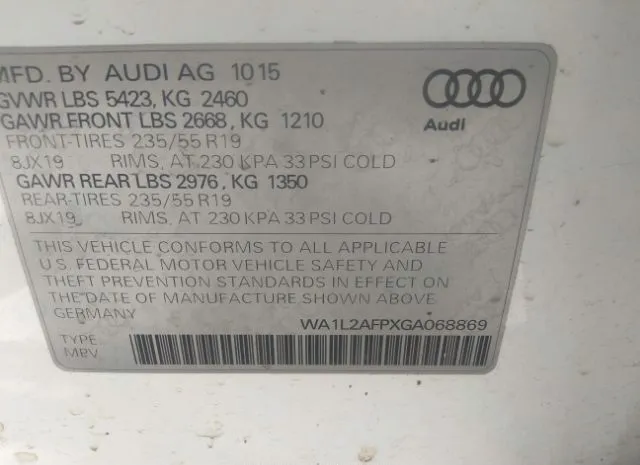 MFD. BY AUDI AG 10 15
GVWR LBS 5423, KG 2460
GAWR FRONT LBS 2668, KG 1210
FRONT-TIRES 235/55 R19
8JX19 RIMS, AT 230 KPA 33 PSI COLD
GAWR REAR LBS 2976, KG 1350
REAR-TIRES 235/55 R19
8JX19 RIMS, AT 230 KPA 33 PSI COLD
Audi
THIS VEHICLE CONFORMS TO ALL APPLICABLE
U.S. FEDERAL MOTOR VEHICLE SAFETY AND
THEFT PREVENTION STANDARDS IN EFFECT ON
THE DATE OF MANUFACTURE SHOWN ABOVE.
GERMANY
WA1L2AFPXGA068869
TYPE:
MPV